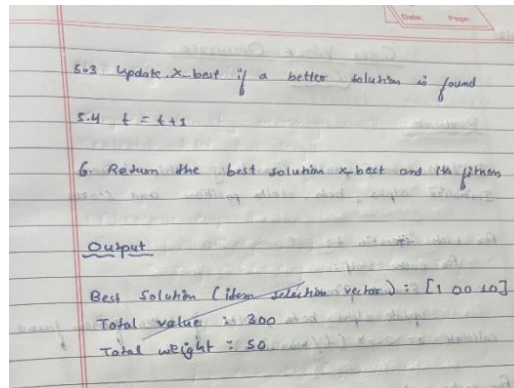 Date: Page:
5.3 Update X_best if a better solution is found
5.4 t = t+1
6. Return the best solution x_best and its fitness
Output
Best Solution (item selection vector) : [1 0 0 1 0]
Total value : 300
Total weight : 50